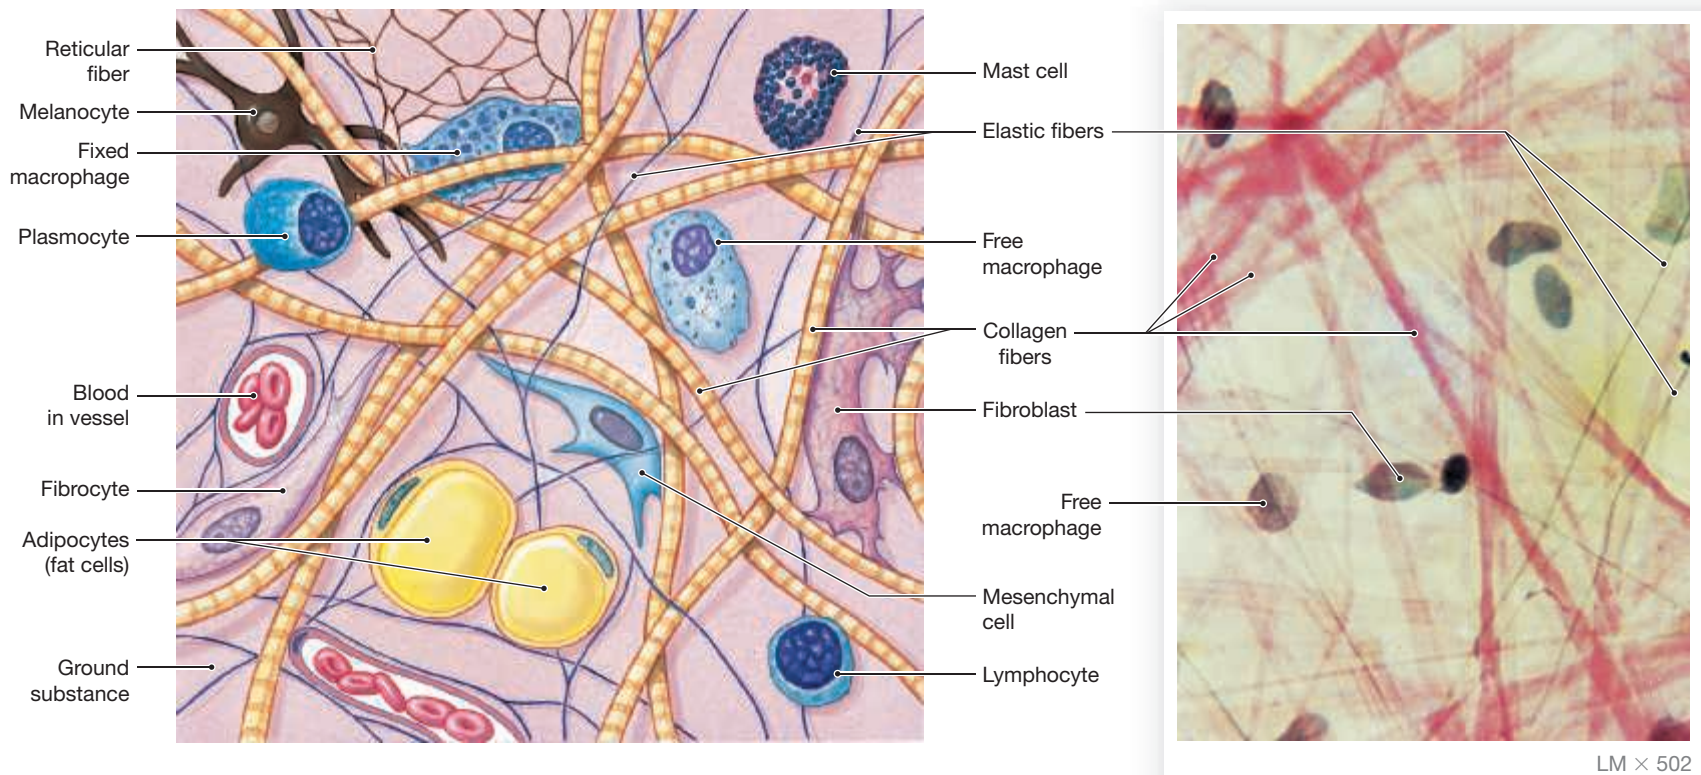 Reticular
fiber
Melanocyte
Fixed
macrophage
Plasmocyte
Blood
in vessel
Fibrocyte
Adipocytes
(fat cells)
Ground
substance
Mast cell
Elastic fibers
Free
macrophage
Collagen
fibers
Fibroblast
Free
macrophage
Mesenchymal
cell
Lymphocyte
LM × 502